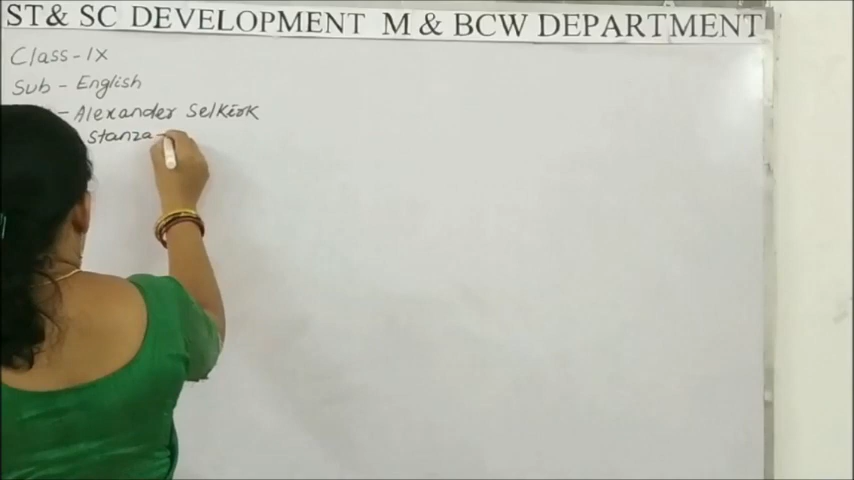 ST& SC DEVELOPMENT M & BCW DEPARTMENT
Class-IX
Sub - English
- Alexander Selkirk
Stanza-